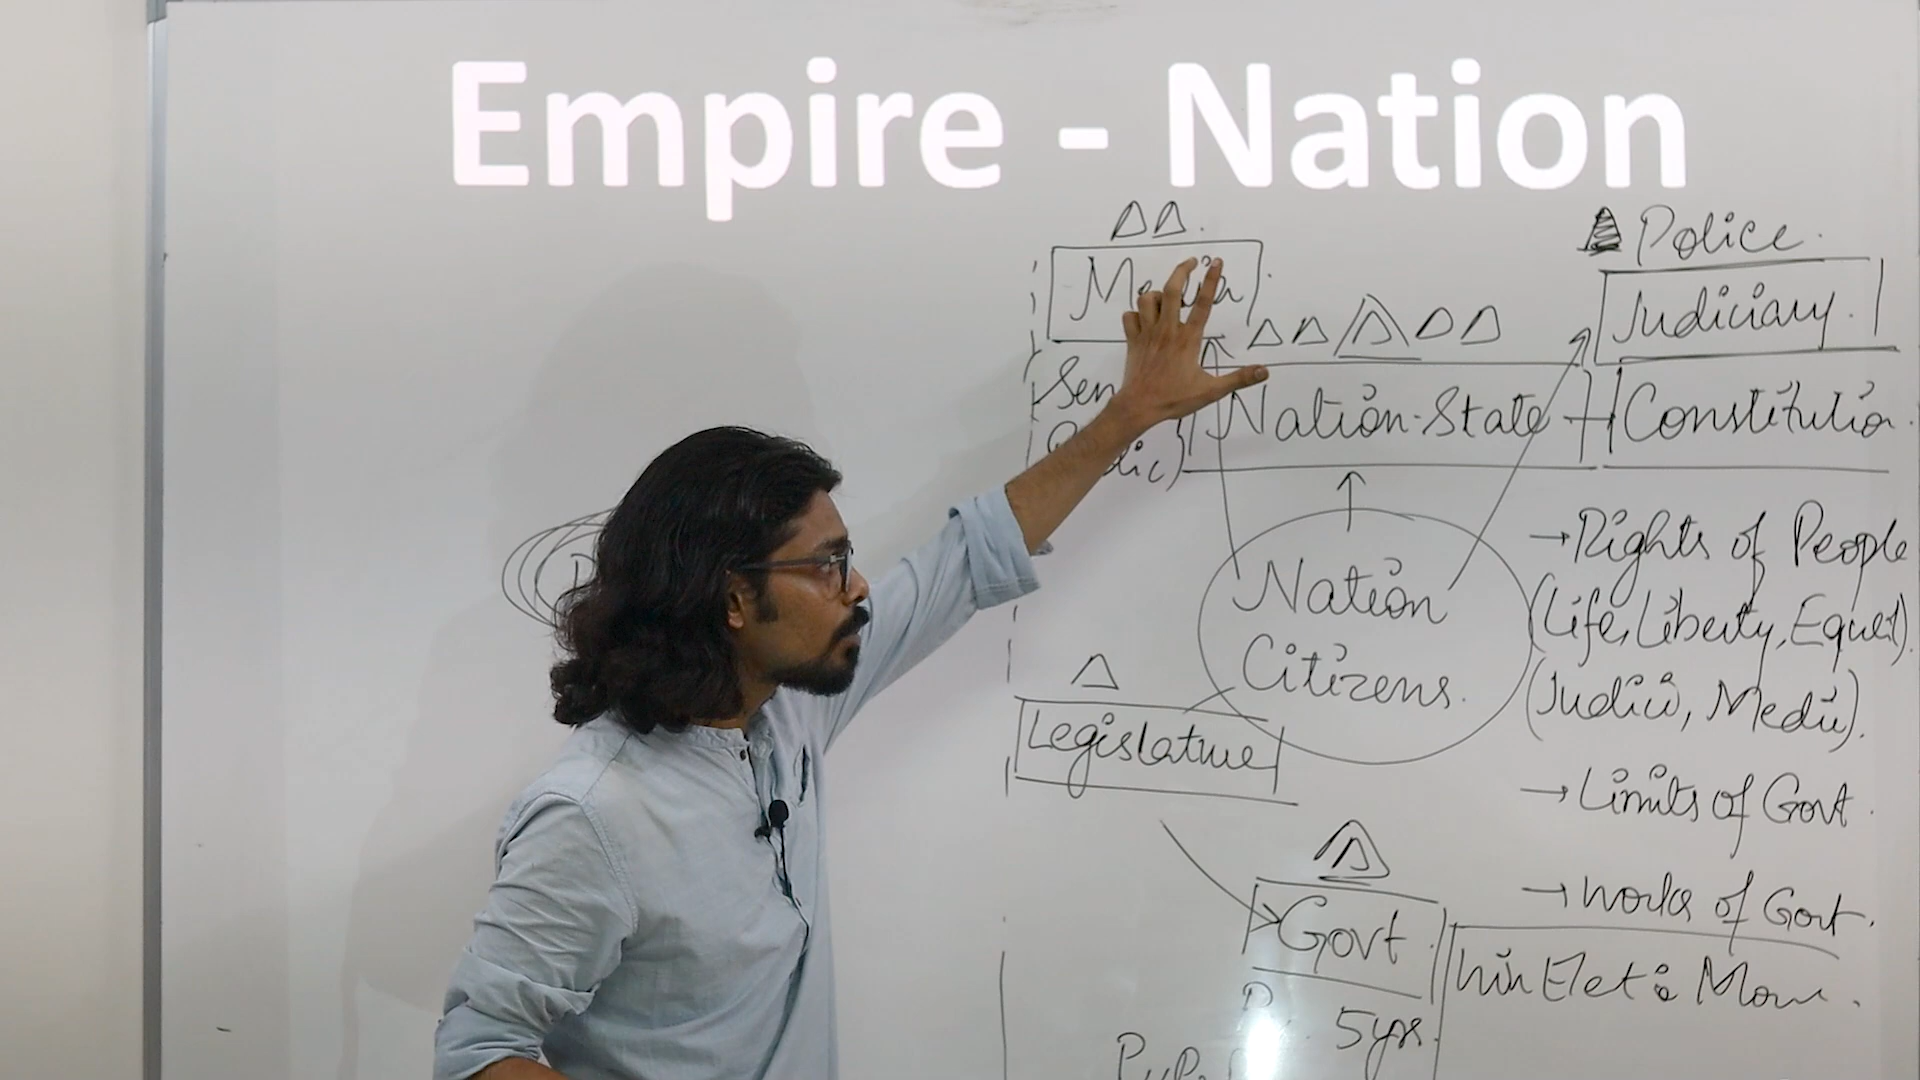 Empire - Nation
Police.
Media
Judiciary.
Nation-State
Constitution.
Nation
Citizens.
→Rights of People
(Life, Liberty, Equal).
Legislature
→ Limits of Govt.
→ Works of Govt.
Govt
5yrs.